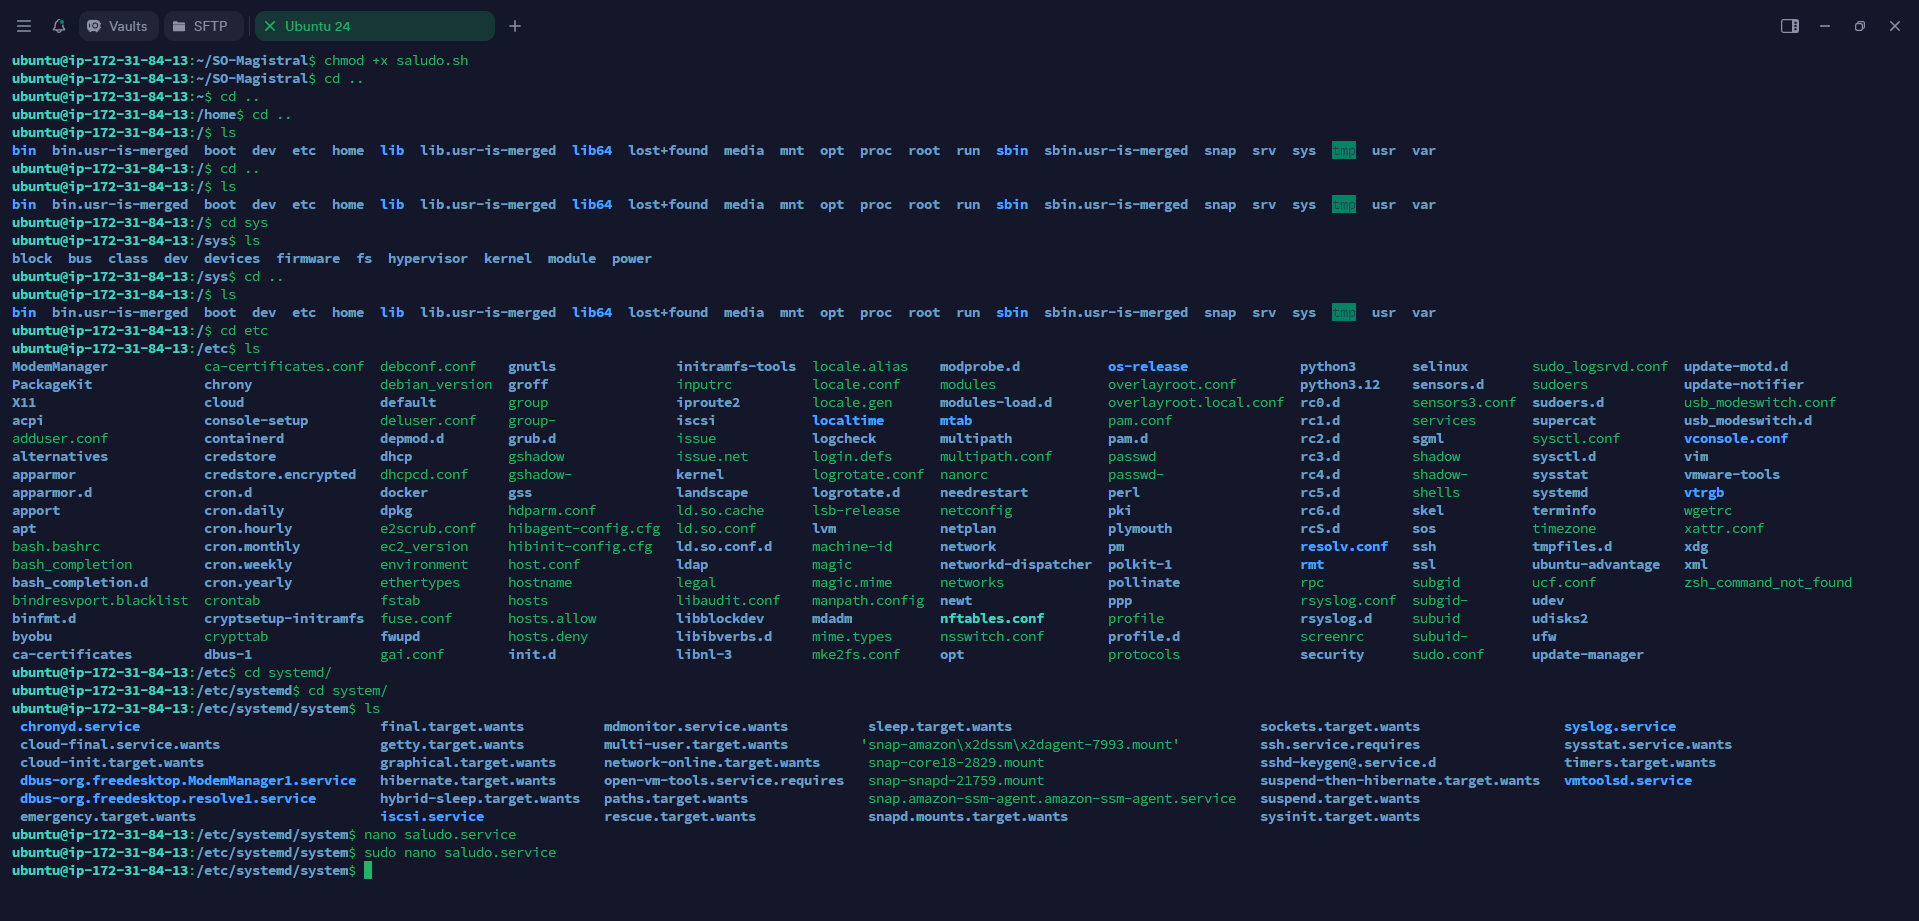 Vaults SFTP Ubuntu 24
ubuntu@ip-172-31-84-13:~/SO-Magistral$ chmod +x saludo.sh
ubuntu@ip-172-31-84-13:~/SO-Magistral$ cd ..
ubuntu@ip-172-31-84-13:~$ cd ..
ubuntu@ip-172-31-84-13:/home$ cd ..
ubuntu@ip-172-31-84-13:/$ ls
bin bin.usr-is-merged boot dev etc home lib lib.usr-is-merged lib64 lost+found media mnt opt proc root run sbin sbin.usr-is-merged snap srv sys tmp usr var
ubuntu@ip-172-31-84-13:/$ cd ..
ubuntu@ip-172-31-84-13:/$ ls
bin bin.usr-is-merged boot dev etc home lib lib.usr-is-merged lib64 lost+found media mnt opt proc root run sbin sbin.usr-is-merged snap srv sys tmp usr var
ubuntu@ip-172-31-84-13:/$ cd sys
ubuntu@ip-172-31-84-13:/sys$ ls
block bus class dev devices firmware fs hypervisor kernel module power
ubuntu@ip-172-31-84-13:/sys$ cd ..
ubuntu@ip-172-31-84-13:/$ ls
bin bin.usr-is-merged boot dev etc home lib lib.usr-is-merged lib64 lost+found media mnt opt proc root run sbin sbin.usr-is-merged snap srv sys tmp usr var
ubuntu@ip-172-31-84-13:/$ cd etc
ubuntu@ip-172-31-84-13:/etc$ ls
ModemManager ca-certificates.conf debconf.conf gnutls initramfs-tools locale.alias modprobe.d os-release python3 selinux sudo_logsrvd.conf update-motd.d
PackageKit chrony debian_version groff inputrc locale.conf modules overlayroot.conf python3.12 sensors.d sudoers update-notifier
X11 cloud default group iproute2 locale.gen modules-load.d overlayroot.local.conf rc0.d sensors3.conf sudoers.d usb_modeswitch.conf
acpi console-setup deluser.conf group- iscsi localtime mtab pam.conf rc1.d services supercat usb_modeswitch.d
adduser.conf containerd depmod.d grub.d issue logcheck multipath pam.d rc2.d sgml sysctl.conf vconsole.conf
alternatives credstore dhcp gshadow issue.net login.defs multipath.conf passwd rc3.d shadow sysctl.d vim
apparmor credstore.encrypted dhcpcd.conf gshadow- kernel logrotate.conf nanorc passwd- rc4.d shadow- sysstat vmware-tools
apparmor.d cron.d docker gss landscape logrotate.d needrestart perl rc5.d shells systemd vtrgb
apport cron.daily dpkg hdparm.conf ld.so.cache lsb-release netconfig pki rc6.d skel terminfo wgetrc
apt cron.hourly e2scrub.conf hibagent-config.cfg ld.so.conf lvm netplan plymouth rcS.d sos timezone xattr.conf
bash.bashrc cron.monthly ec2_version hibinit-config.cfg ld.so.conf.d machine-id network pm resolv.conf ssh tmpfiles.d xdg
bash_completion cron.weekly environment host.conf ldap magic networkd-dispatcher polkit-1 rmt ssl ubuntu-advantage xml
bash_completion.d cron.yearly ethertypes hostname legal magic.mime networks pollinate rpc subgid ucf.conf zsh_command_not_found
bindresvport.blacklist crontab fstab hosts libaudit.conf manpath.config newt ppp rsyslog.conf subgid- udev
binfmt.d cryptsetup-initramfs fuse.conf hosts.allow libblockdev mdadm nftables.conf profile rsyslog.d subuid udisks2
byobu crypttab fwupd hosts.deny libibverbs.d mime.types nsswitch.conf profile.d screenrc subuid- ufw
ca-certificates dbus-1 gai.conf init.d libnl-3 mke2fs.conf opt protocols security sudo.conf update-manager
ubuntu@ip-172-31-84-13:/etc$ cd systemd/
ubuntu@ip-172-31-84-13:/etc/systemd$ cd system/
ubuntu@ip-172-31-84-13:/etc/systemd/system$ ls
chronyd.service final.target.wants mdmonitor.service.wants sleep.target.wants sockets.target.wants syslog.service
cloud-final.service.wants getty.target.wants multi-user.target.wants 'snap-amazon\x2dssm\x2dagent-7993.mount' ssh.service.requires sysstat.service.wants
cloud-init.target.wants graphical.target.wants network-online.target.wants snap-core18-2829.mount sshd-keygen@.service.d timers.target.wants
dbus-org.freedesktop.ModemManager1.service hibernate.target.wants open-vm-tools.service.requires snap-snapd-21759.mount suspend-then-hibernate.target.wants vmtoolsd.service
dbus-org.freedesktop.resolve1.service hybrid-sleep.target.wants paths.target.wants snap.amazon-ssm-agent.amazon-ssm-agent.service suspend.target.wants
emergency.target.wants iscsi.service rescue.target.wants snapd.mounts.target.wants sysinit.target.wants
ubuntu@ip-172-31-84-13:/etc/systemd/system$ nano saludo.service
ubuntu@ip-172-31-84-13:/etc/systemd/system$ sudo nano saludo.service
ubuntu@ip-172-31-84-13:/etc/systemd/system$